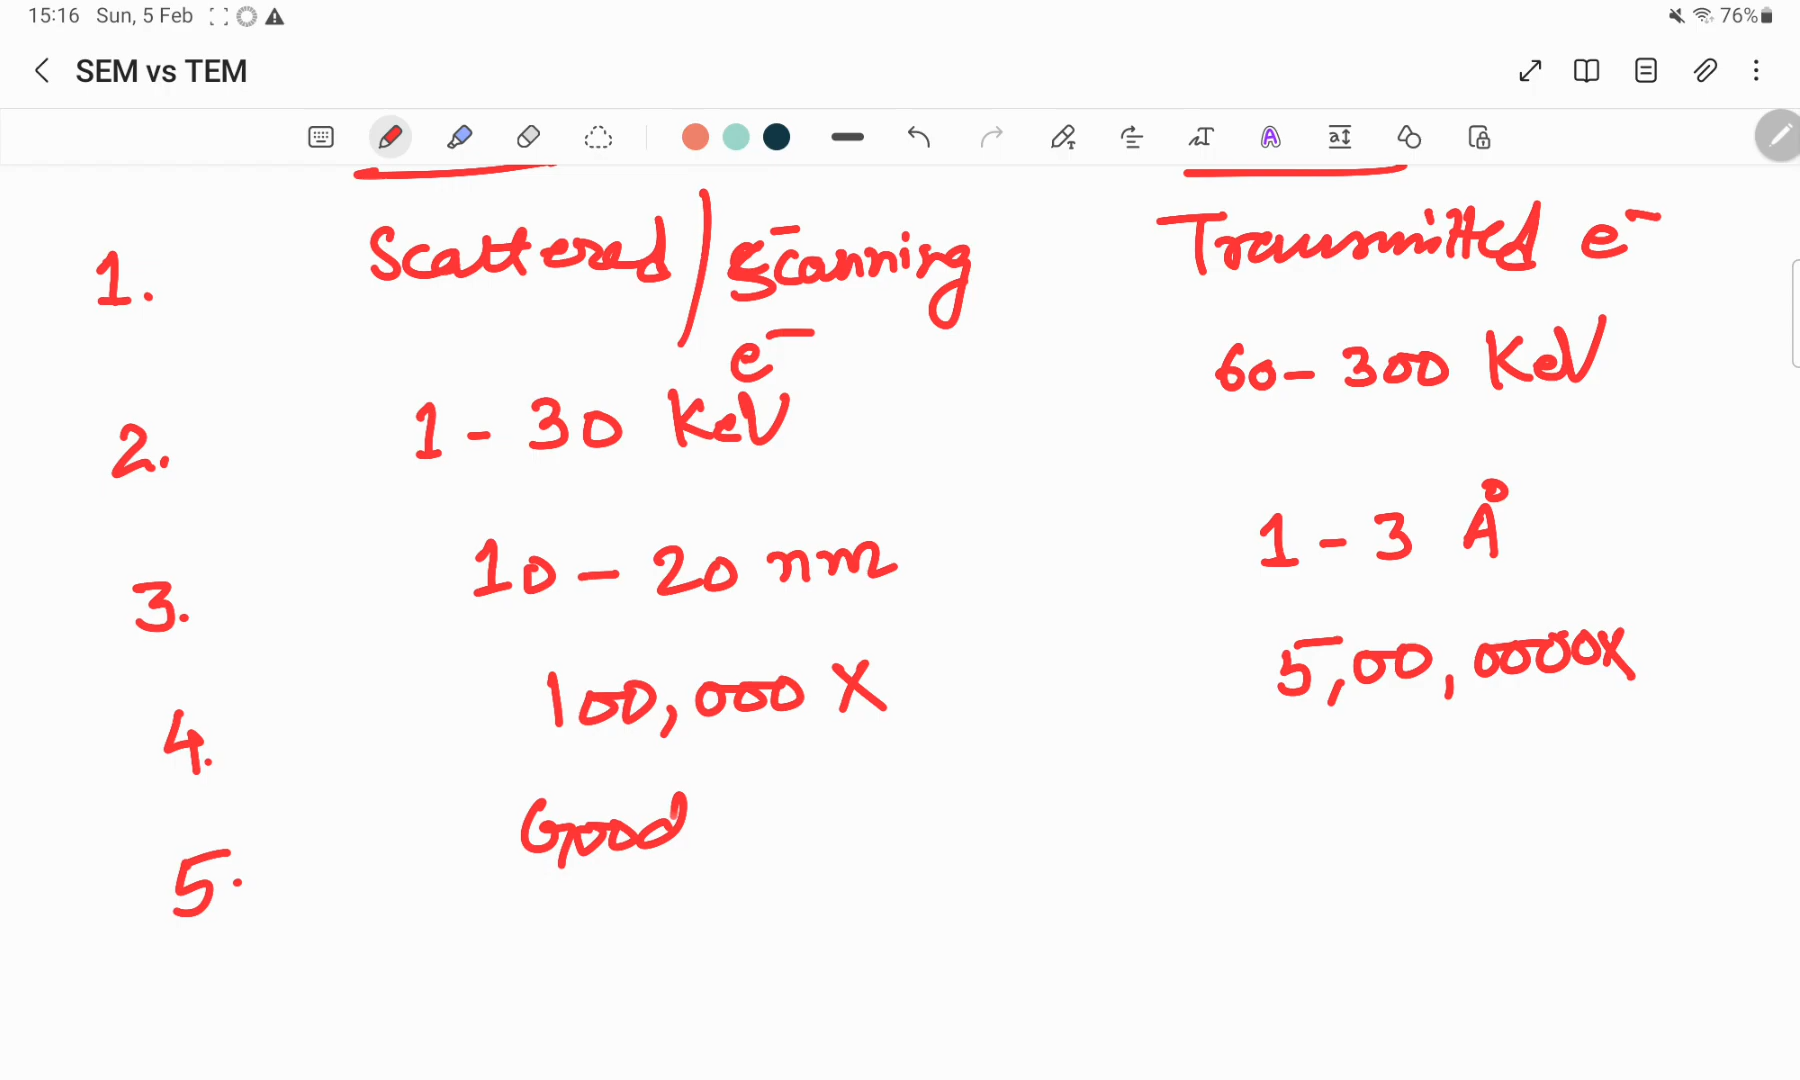 15:16 Sun, 5 Feb 76%
SEM vs TEM
1. Scattered/scanning e⁻ Transmitted e⁻
2. 1 - 30 KeV 60 - 300 KeV
3. 10 - 20 nm 1 - 3 Å
4. 100,000 X 5,00,0000X
5. Good